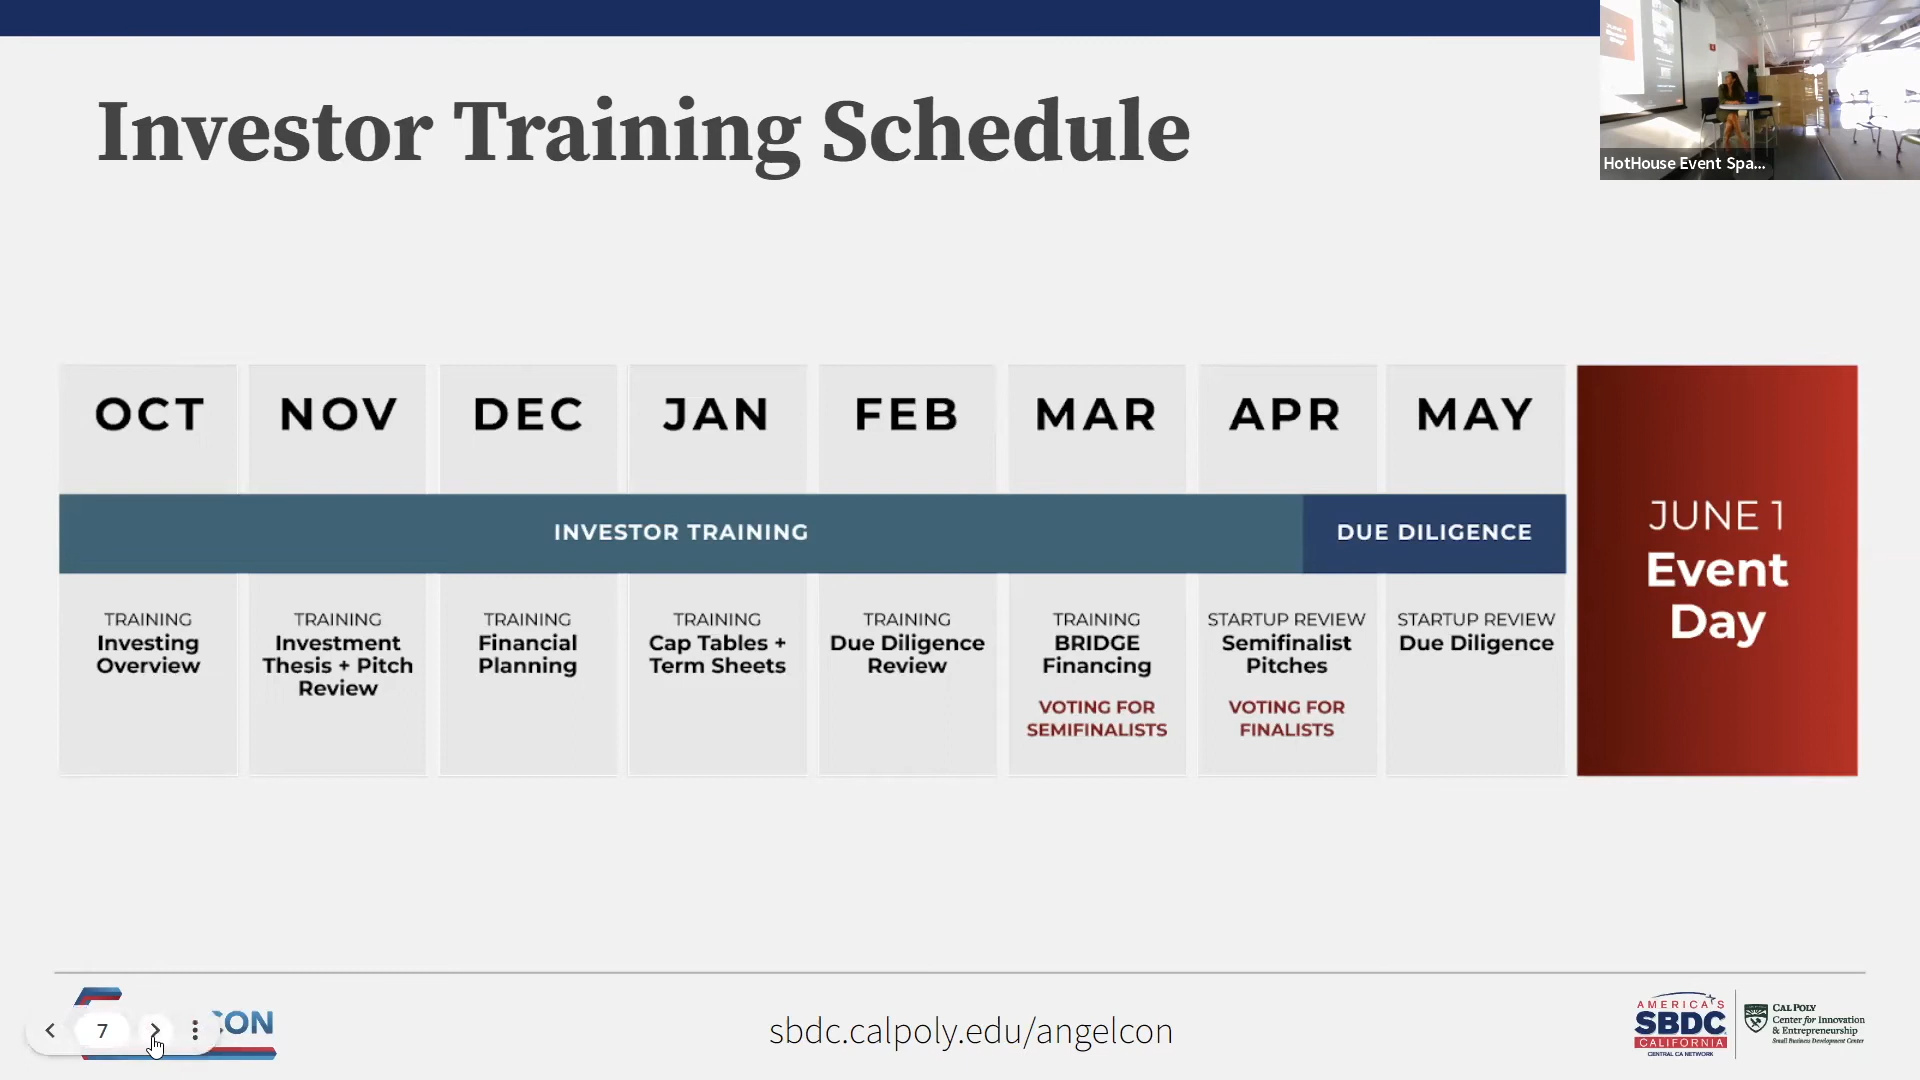 Investor Training Schedule
HotHouse Event Spa...
OCT
NOV
DEC
JAN
FEB
MAR
APR
MAY
INVESTOR TRAINING
DUE DILIGENCE
JUNE 1
Event
Day
TRAINING
Investing
Overview
TRAINING
Investment
Thesis + Pitch
Review
TRAINING
Financial
Planning
TRAINING
Cap Tables +
Term Sheets
TRAINING
Due Diligence
Review
TRAINING
BRIDGE
Financing
VOTING FOR
SEMIFINALISTS
STARTUP REVIEW
Semifinalist
Pitches
VOTING FOR
FINALISTS
STARTUP REVIEW
Due Diligence
7
CON
sbdc.calpoly.edu/angelcon
AMERICA'S
SBDC
CALIFORNIA
CENTRAL CA NETWORK
CAL POLY
Center for Innovation
& Entrepreneurship
Small Business Development Center